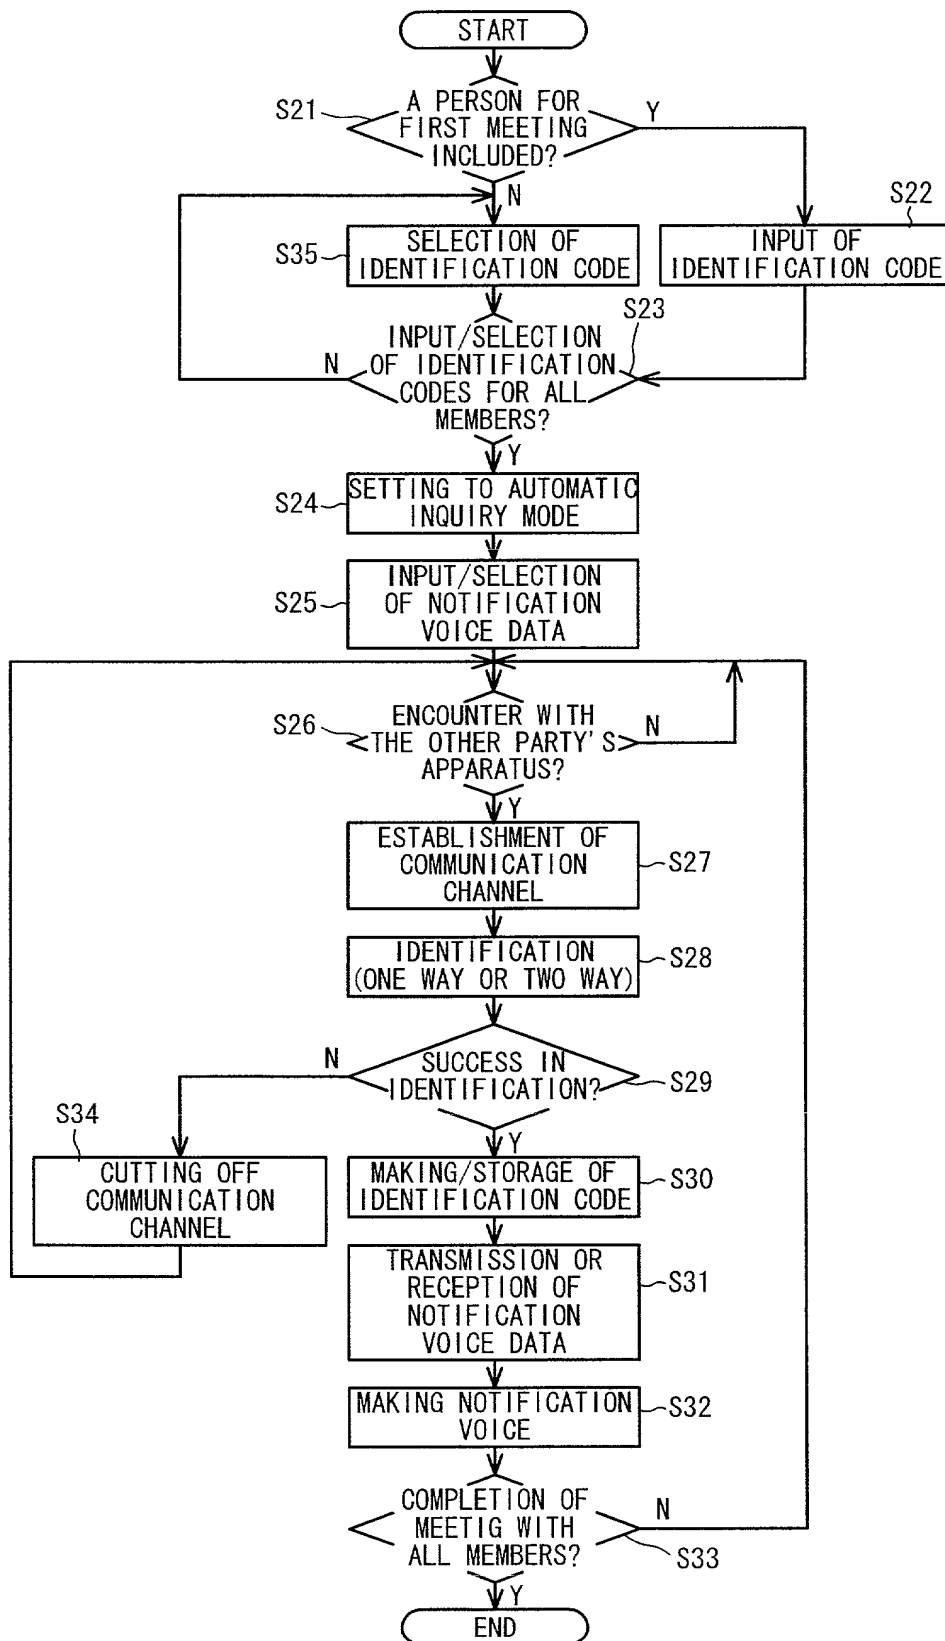 START
S21
A PERSON FOR
FIRST MEETING
INCLUDED?
Y
N
S22
S35
SELECTION OF
IDENTIFICATION CODE
INPUT OF
IDENTIFICATION CODE
S23
INPUT/SELECTION
OF IDENTIFICATION
CODES FOR ALL
MEMBERS?
N
Y
S24
SETTING TO AUTOMATIC
INQUIRY MODE
S25
INPUT/SELECTION
OF NOTIFICATION
VOICE DATA
S26
ENCOUNTER WITH
THE OTHER PARTY'S
APPARATUS?
N
Y
ESTABLISHMENT OF
COMMUNICATION
CHANNEL
S27
IDENTIFICATION
(ONE WAY OR TWO WAY)
S28
N
SUCCESS IN
IDENTIFICATION?
S29
Y
S34
CUTTING OFF
COMMUNICATION
CHANNEL
MAKING/STORAGE OF
IDENTIFICATION CODE
S30
TRANSMISSION OR
RECEPTION OF
NOTIFICATION
VOICE DATA
S31
MAKING NOTIFICATION
VOICE
S32
COMPLETION OF
MEETIG WITH
ALL MEMBERS?
N
S33
Y
END